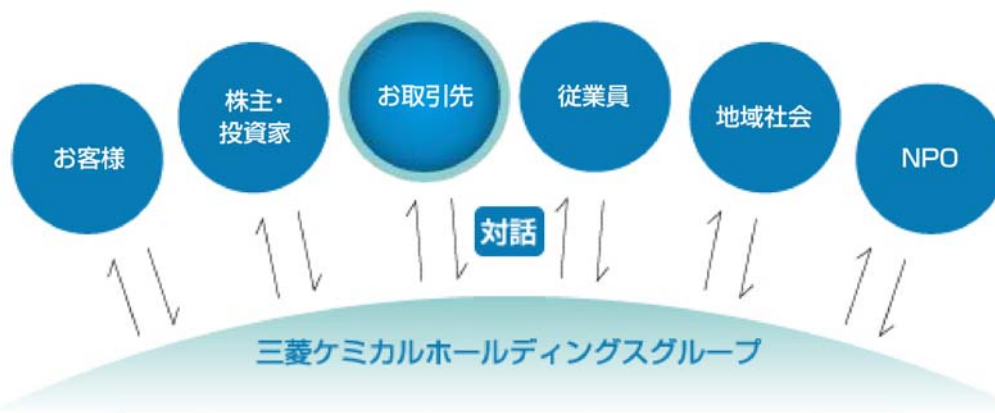 お客様
株主・
投資家
お取引先
従業員
地域社会
NPO
対話
三菱ケミカルホールディングスグループ